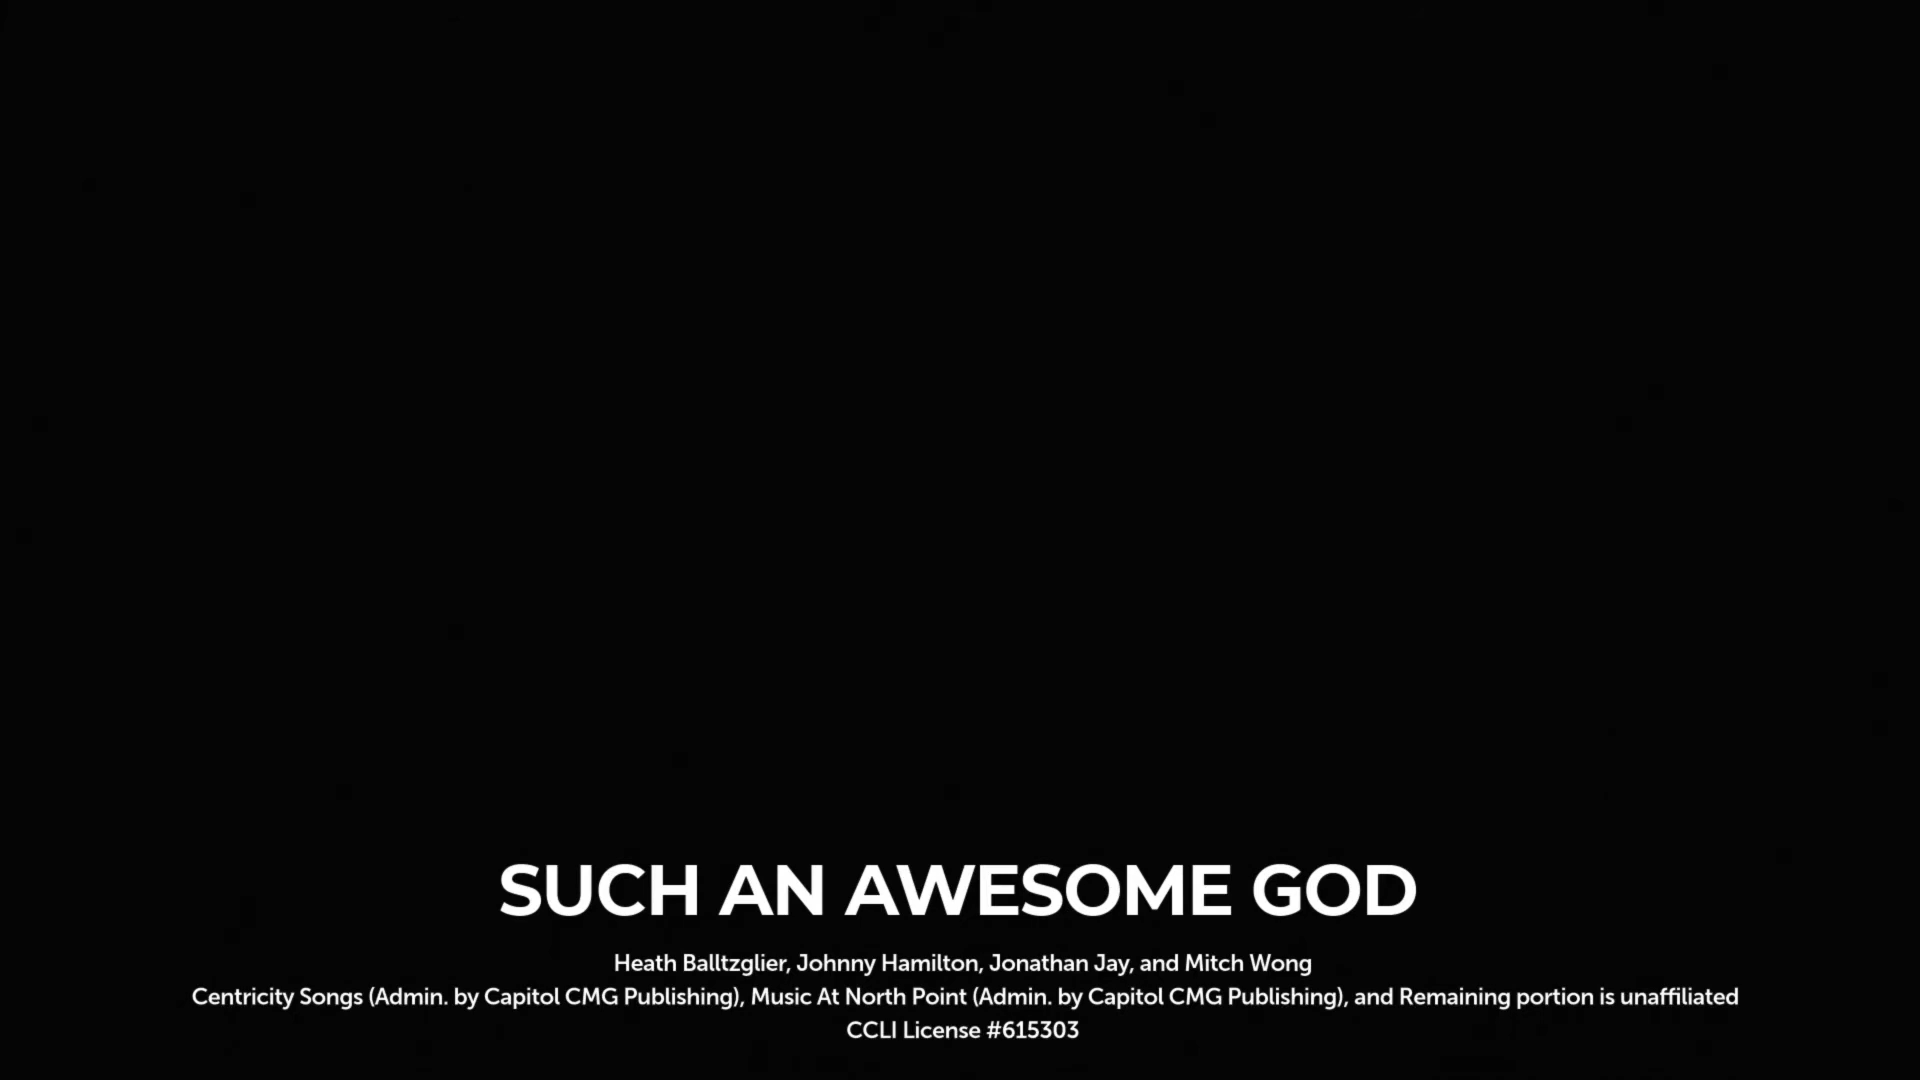 SUCH AN AWESOME GOD
Heath Balltzglier, Johnny Hamilton, Jonathan Jay, and Mitch Wong
Centricity Songs (Admin. by Capitol CMG Publishing), Music At North Point (Admin. by Capitol CMG Publishing), and Remaining portion is unaffiliated
CCLI License #615303